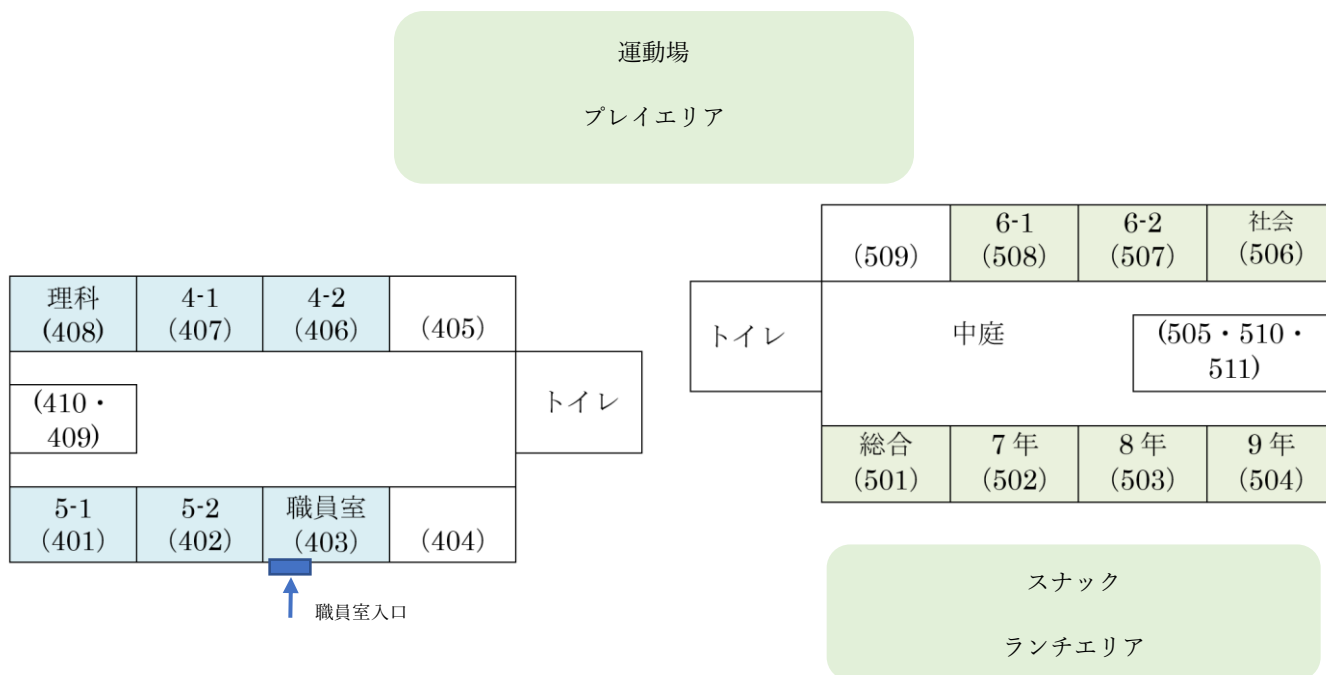 運動場
プレイエリア
(509)
6-1
(508)
6-2
(507)
社会
(506)
トイレ
中庭
(505・510・
511)
総合
(501)
7 年
(502)
8 年
(503)
9 年
(504)
理科
(408)
4-1
(407)
4-2
(406)
(405)
(410・
409)
トイレ
5-1
(401)
5-2
(402)
職員室
(403)
(404)
職員室入口
スナック
ランチエリア